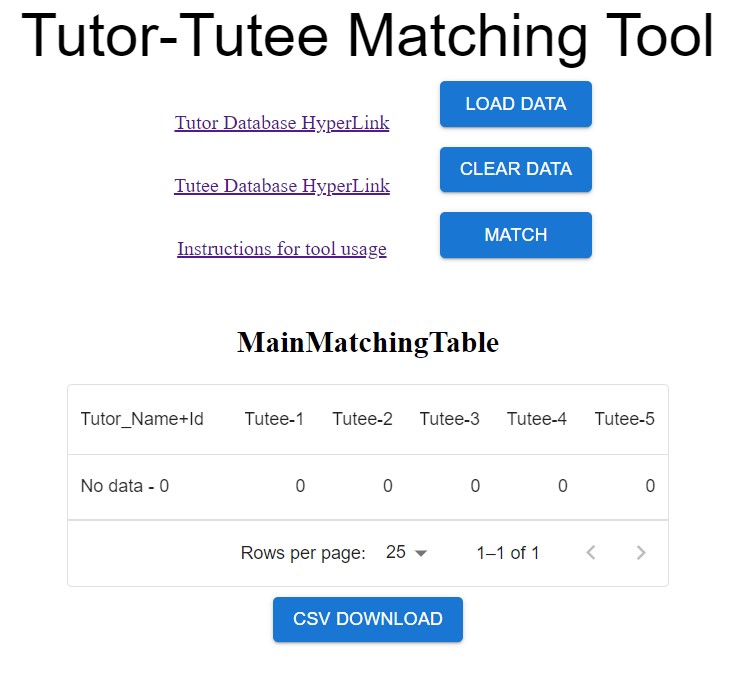 Tutor-Tutee Matching Tool
Tutor Database HyperLink
LOAD DATA
Tutee Database HyperLink
CLEAR DATA
Instructions for tool usage
MATCH
MainMatchingTable
Tutor_Name+Id Tutee-1 Tutee-2 Tutee-3 Tutee-4 Tutee-5
No data - 0 0 0 0 0 0
Rows per page: 25 1–1 of 1
CSV DOWNLOAD